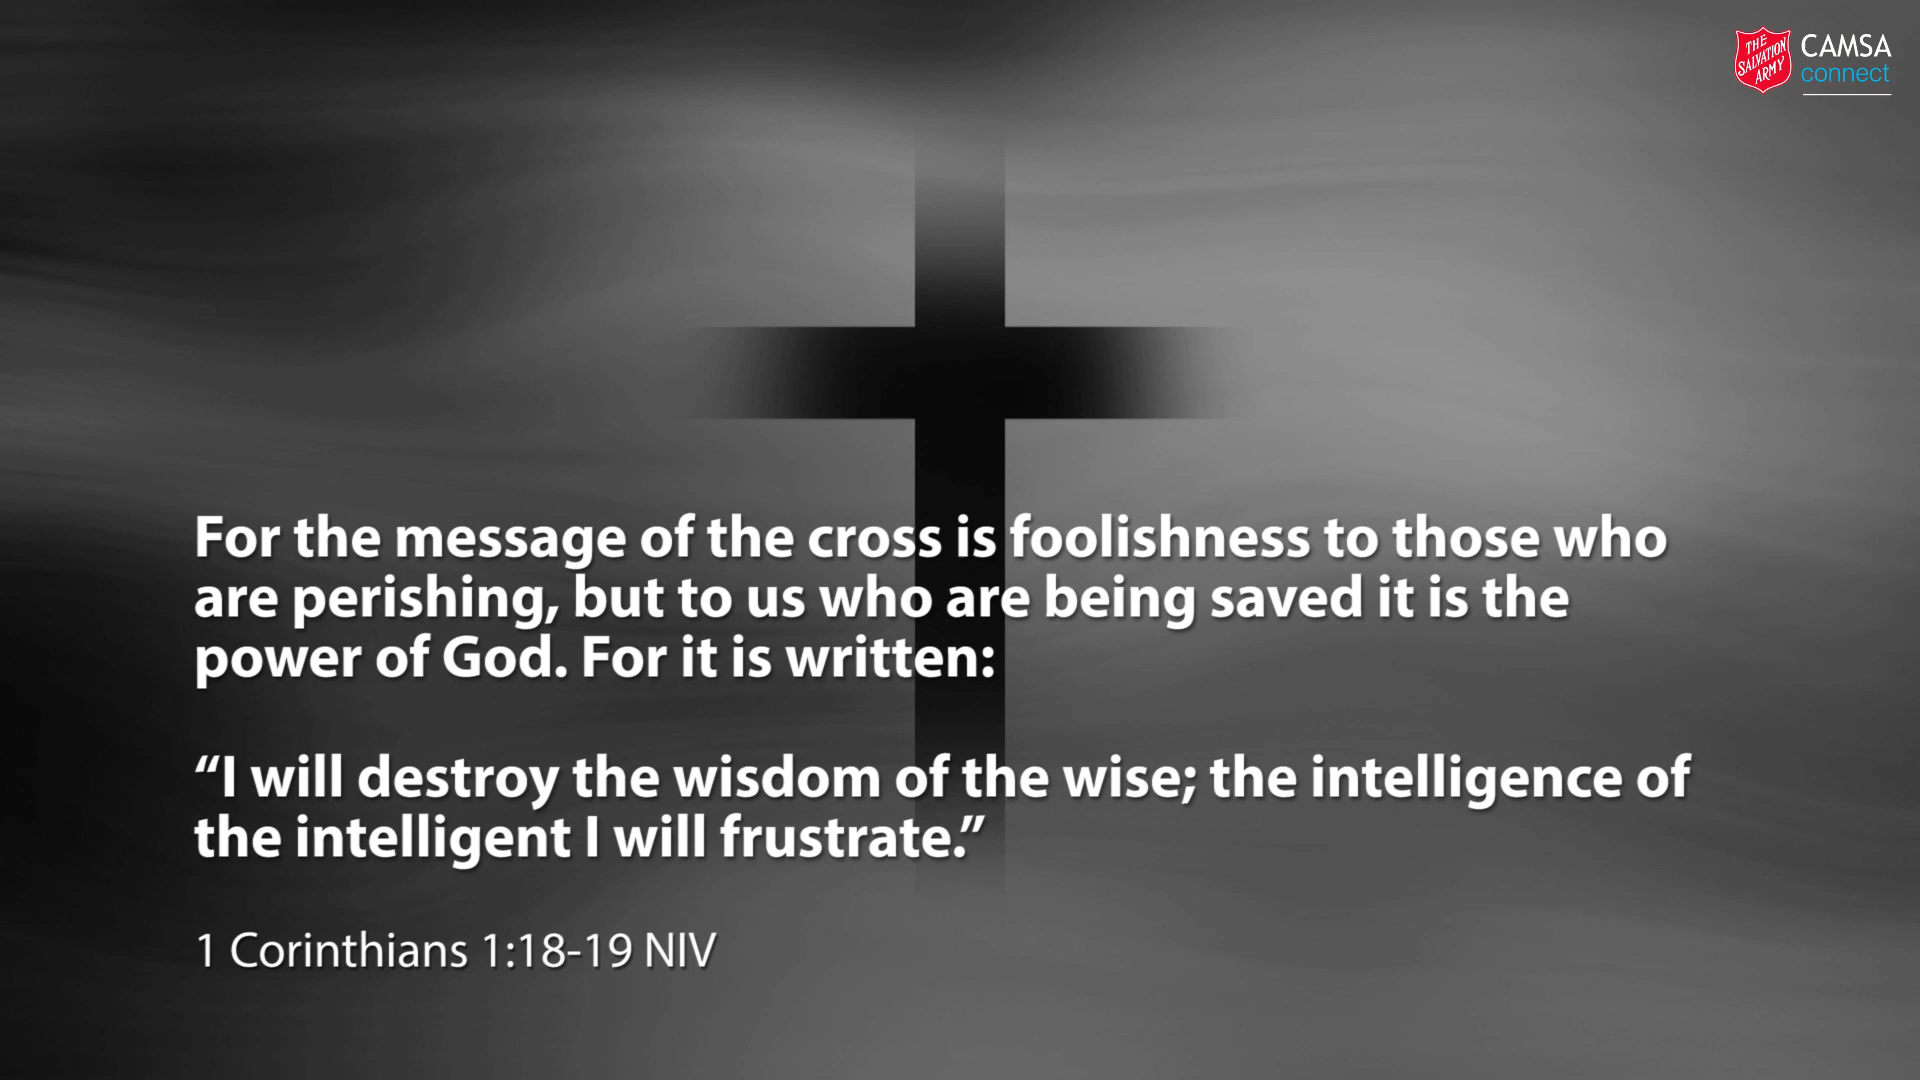 THE
SALVATION
ARMY
CAMSA
connect
For the message of the cross is foolishness to those who
are perishing, but to us who are being saved it is the
power of God. For it is written:
“I will destroy the wisdom of the wise; the intelligence of
the intelligent I will frustrate.”
1 Corinthians 1:18-19 NIV